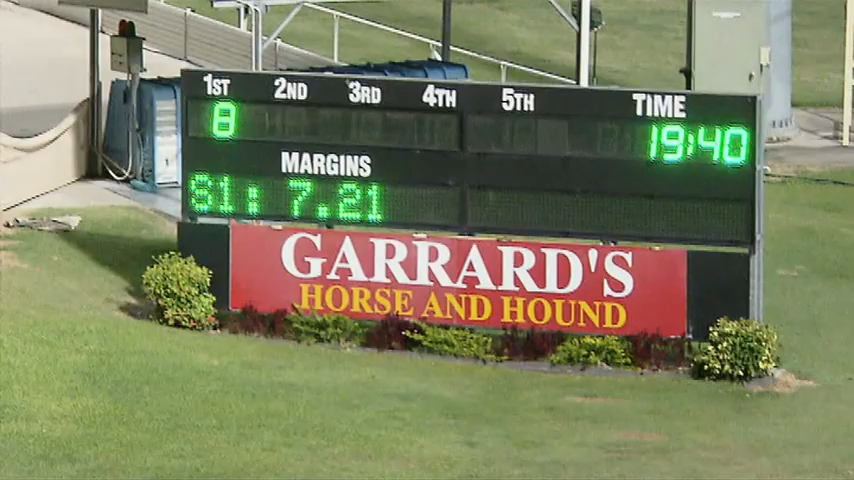 1ST 2ND 3RD 4TH 5TH TIME
8 19:40
MARGINS
S1: 7.21
GARRARD'S
HORSE AND HOUND